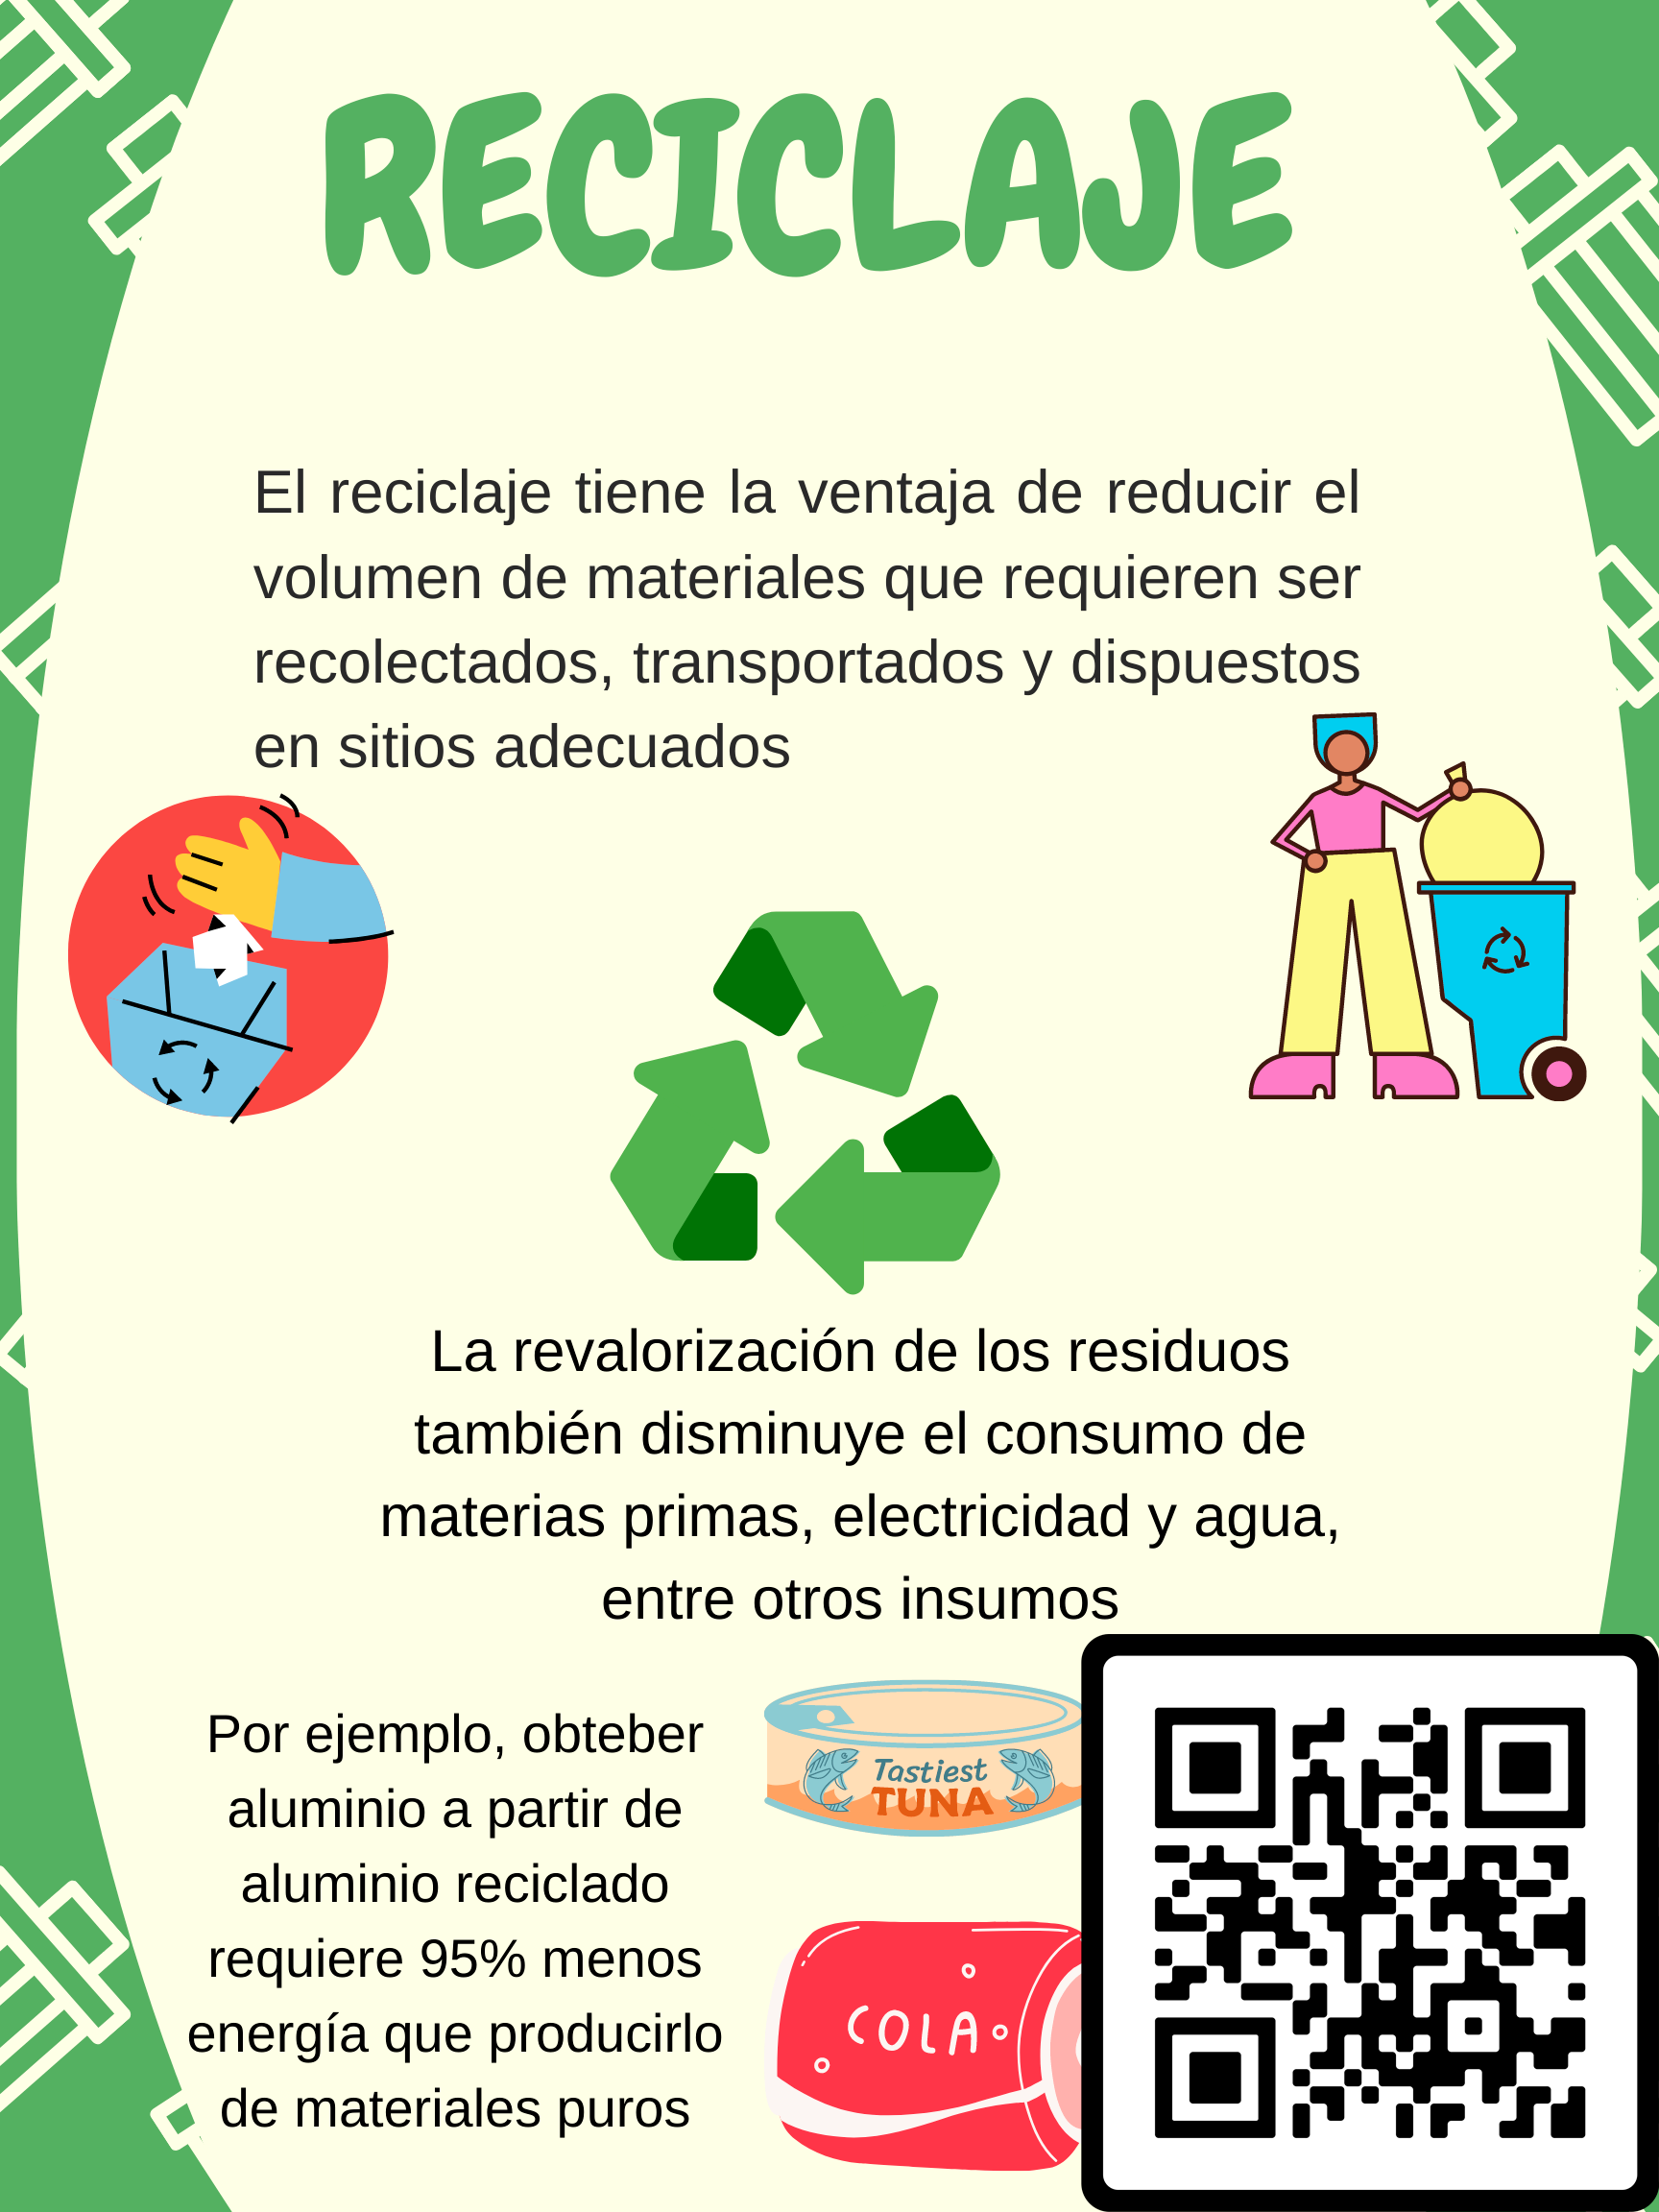 RECICLAJE
El reciclaje tiene la ventaja de reducir el
volumen de materiales que requieren ser
recolectados, transportados y dispuestos
en sitios adecuados
La revalorización de los residuos
también disminuye el consumo de
materias primas, electricidad y agua,
entre otros insumos
Por ejemplo, obteber
aluminio a partir de
aluminio reciclado
requiere 95% menos
energía que producirlo
de materiales puros
Tastiest
TUNA
COLA